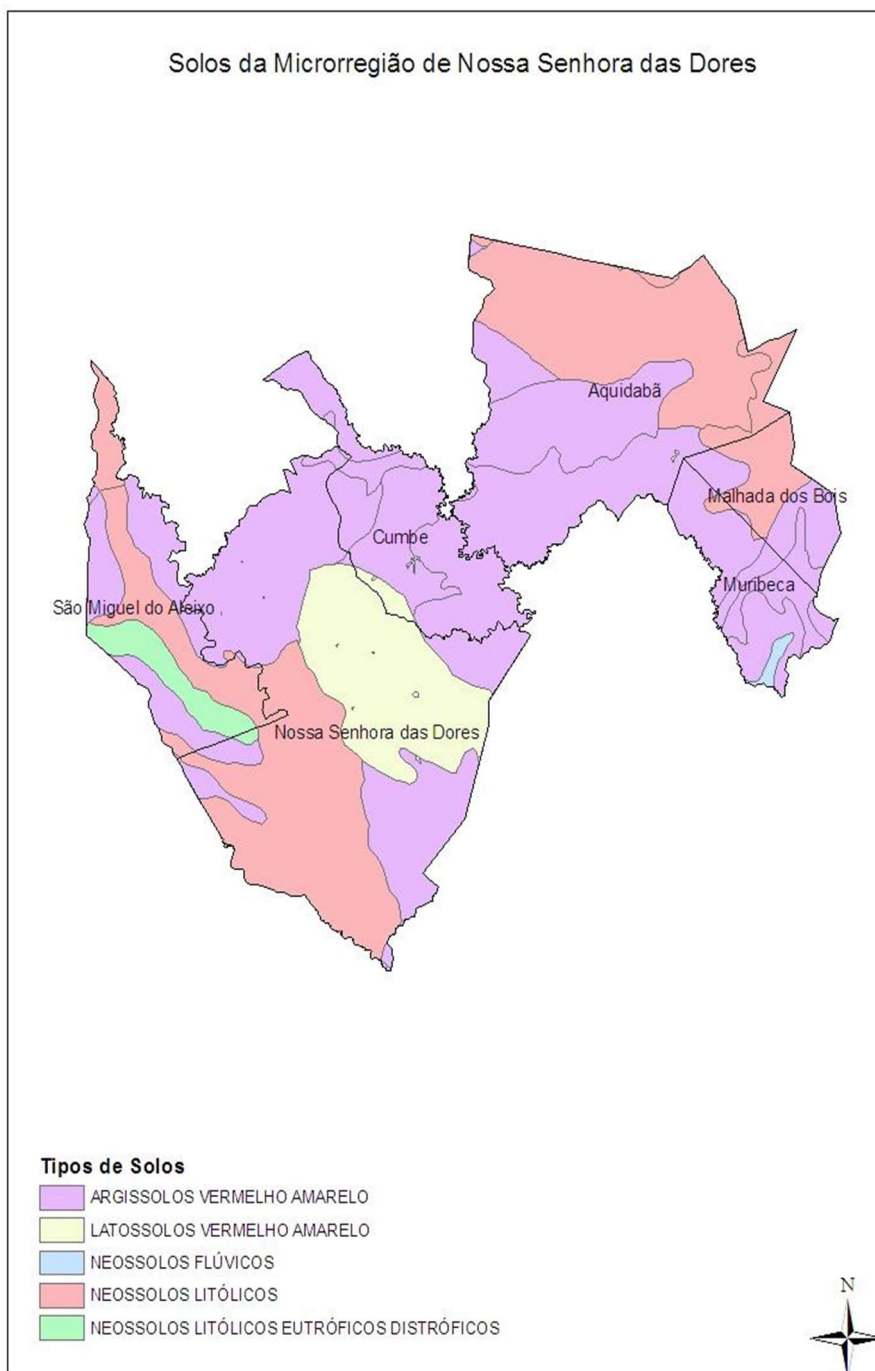 Solos da Microrregião de Nossa Senhora das Dores
Aquidabã
Malhada dos Bois
Cumbe
Muribeca
São Miguel do Aleixo
Nossa Senhora das Dores
Tipos de Solos
ARGISSOLOS VERMELHO AMARELO
LATOSSOLOS VERMELHO AMARELO
NEOSSOLOS FLÚVICOS
NEOSSOLOS LITÓLICOS
NEOSSOLOS LITÓLICOS EUTRÓFICOS DISTRÓFICOS
N